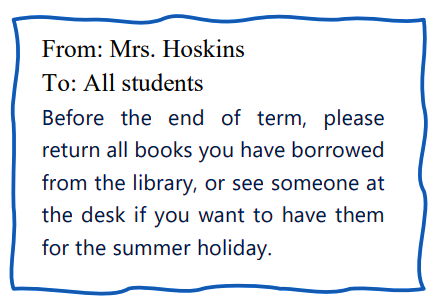 From: Mrs. Hoskins
To: All students
Before the end of term, please
return all books you have borrowed
from the library, or see someone at
the desk if you want to have them
for the summer holiday.